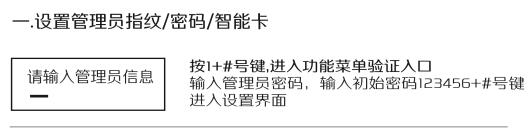 一.设置管理员指纹/密码/智能卡
请输入管理员信息
按1+#号键,进入功能菜单验证入口
输入管理员密码，输入初始密码123456+#号键
进入设置界面